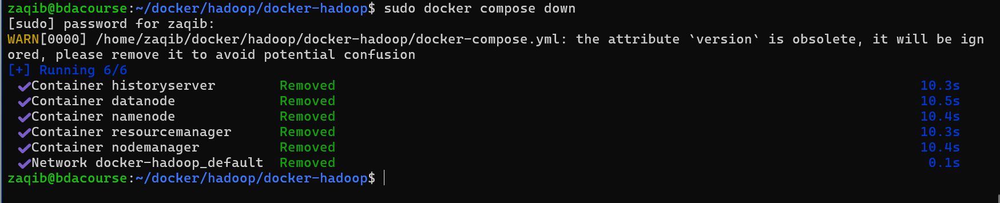 zaqib@bdacourse:~/docker/hadoop/docker-hadoop$ sudo docker compose down
[sudo] password for zaqib:
WARN[0000] /home/zaqib/docker/hadoop/docker-hadoop/docker-compose.yml: the attribute `version` is obsolete, it will be ign
ored, please remove it to avoid potential confusion
[+] Running 6/6
✔Container historyserver Removed 10.3s
✔Container datanode Removed 10.5s
✔Container namenode Removed 10.4s
✔Container resourcemanager Removed 10.3s
✔Container nodemanager Removed 10.4s
✔Network docker-hadoop_default Removed 0.1s
zaqib@bdacourse:~/docker/hadoop/docker-hadoop$